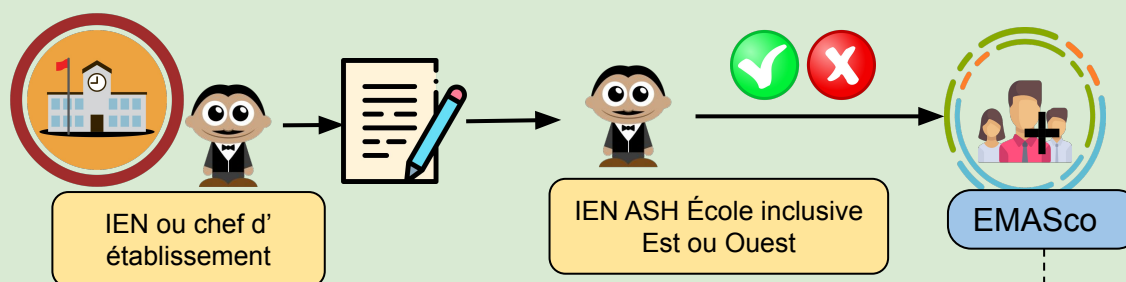 IEN ou chef d'
établissement
IEN ASH École inclusive
Est ou Ouest
EMASco